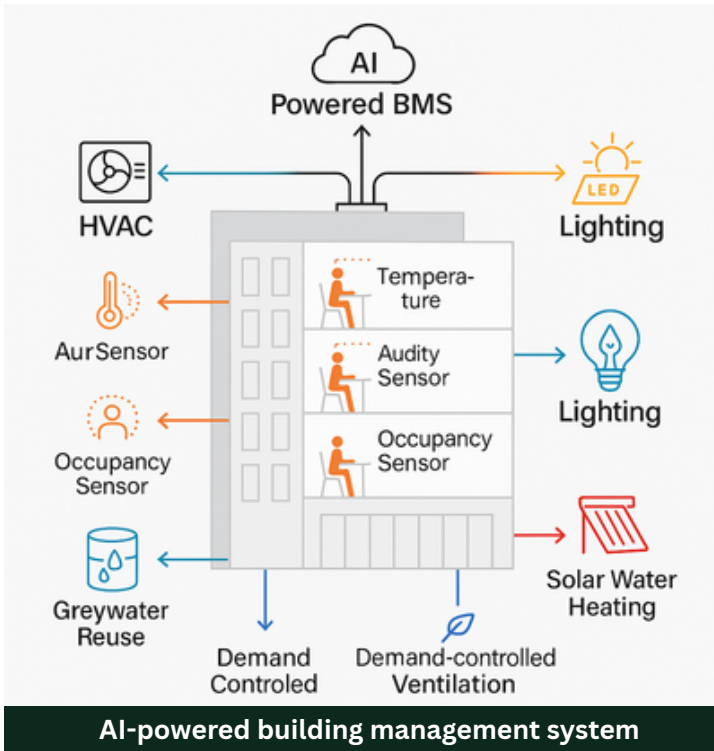 AI
Powered BMS
HVAC
LED
Lighting
Tempera-
ture
AurSensor
Audity
Sensor
Lighting
Occupancy
Sensor
Occupancy
Sensor
Greywater
Reuse
Solar Water
Heating
Demand
Controled
Demand-controlled
Ventilation
AI-powered building management system